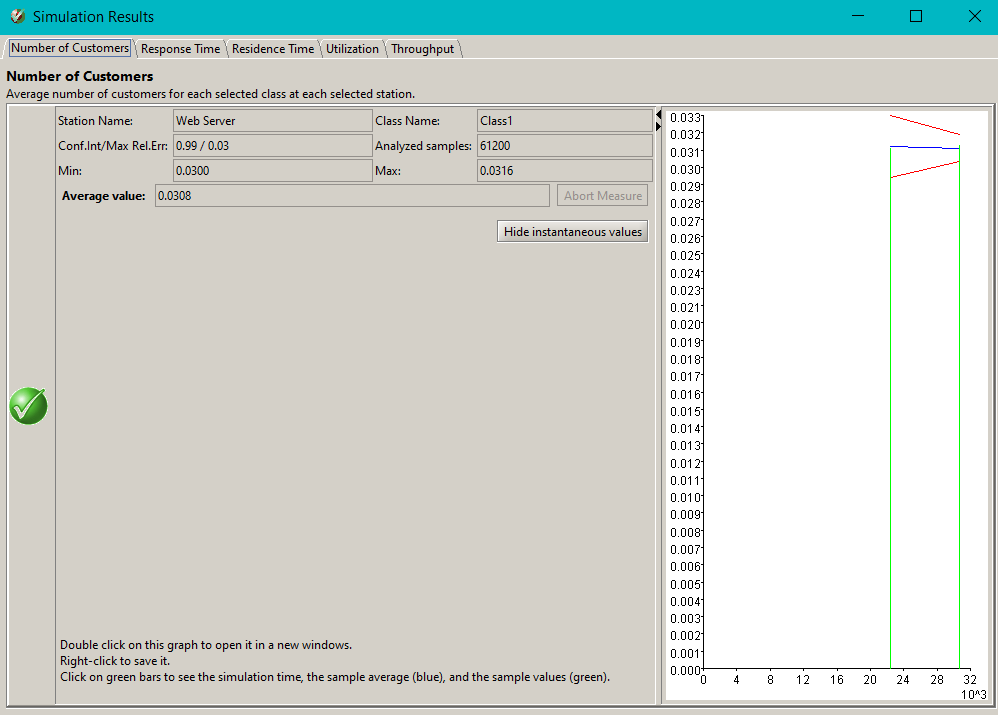 Simulation Results
Number of Customers Response Time Residence Time Utilization Throughput
Number of Customers
Average number of customers for each selected class at each selected station.
Station Name: Web Server Class Name: Class1
Conf.Int/Max Rel.Err: 0.99 / 0.03 Analyzed samples: 61200
Min: 0.0300 Max: 0.0316
Average value: 0.0308 Abort Measure
Hide instantaneous values
Double click on this graph to open it in a new windows.
Right-click to save it.
Click on green bars to see the simulation time, the sample average (blue), and the sample values (green).
0.033
0.032
0.031
0.030
0.029
0.028
0.027
0.026
0.025
0.024
0.023
0.021
0.020
0.019
0.018
0.017
0.016
0.015
0.014
0.013
0.012
0.011
0.010
0.009
0.008
0.007
0.006
0.005
0.004
0.003
0.002
0.001
0.000
0 4 8 12 16 20 24 28 32
10^3